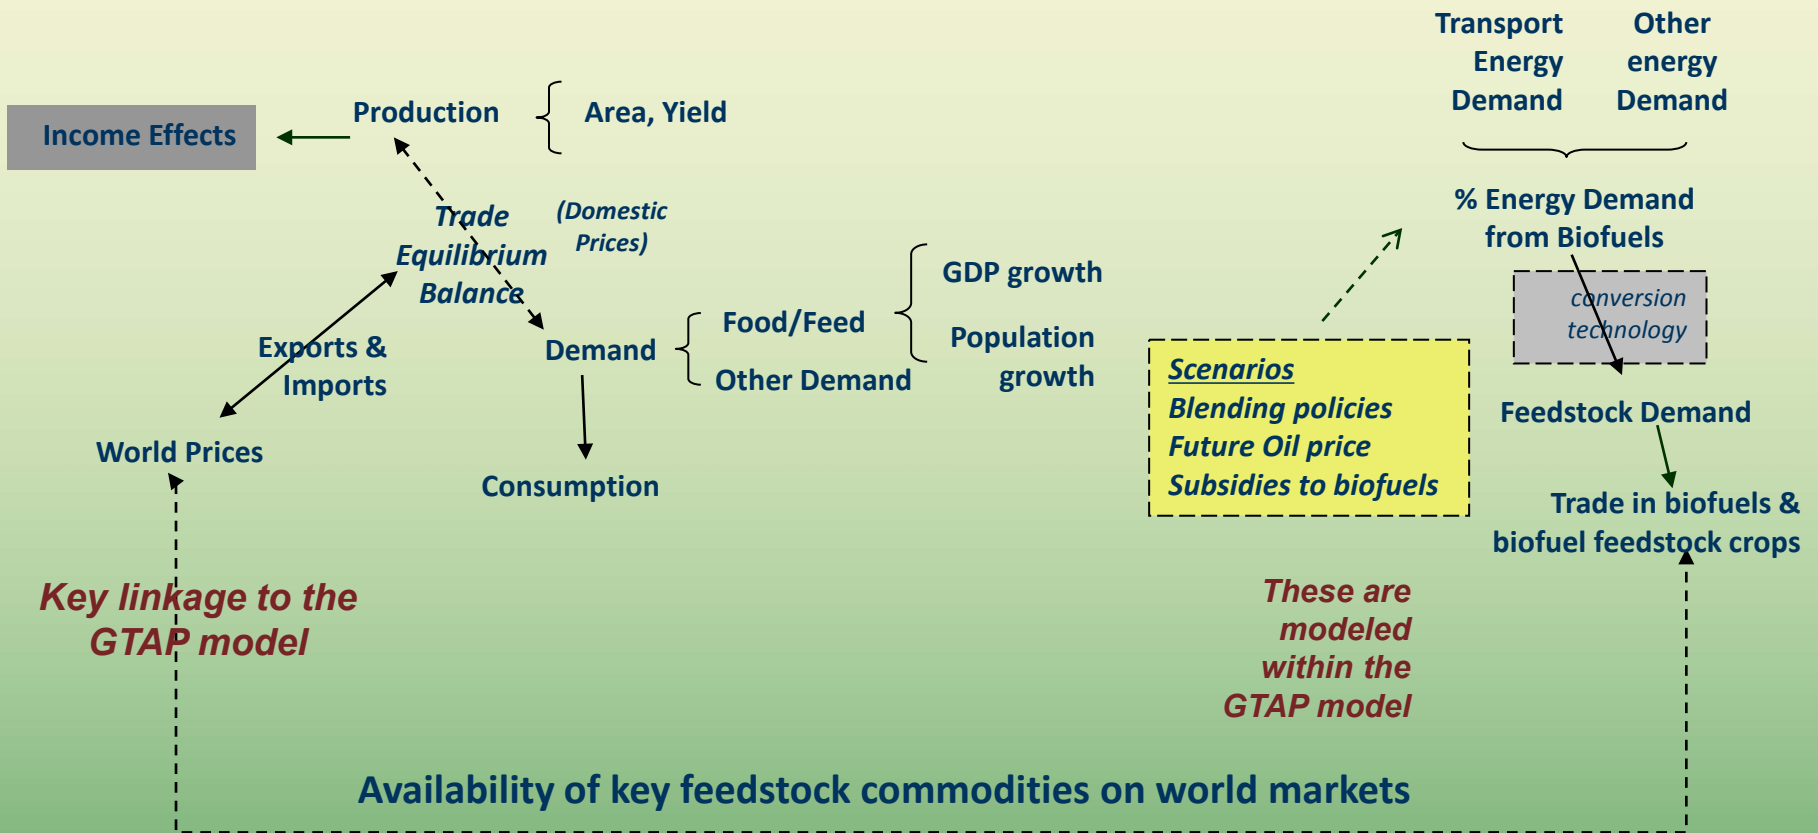 Transport
Energy
Demand
Other
energy
Demand
Income Effects
Production
Area, Yield
Trade
Equilibrium
Balance
(Domestic
Prices)
% Energy Demand
from Biofuels
GDP growth
Population
growth
Food/Feed
Other Demand
Demand
Exports &
Imports
World Prices
Consumption
conversion
technology
Scenarios
Blending policies
Future Oil price
Subsidies to biofuels
Feedstock Demand
Trade in biofuels &
biofuel feedstock crops
Key linkage to the
GTAP model
These are
modeled
within the
GTAP model
Availability of key feedstock commodities on world markets